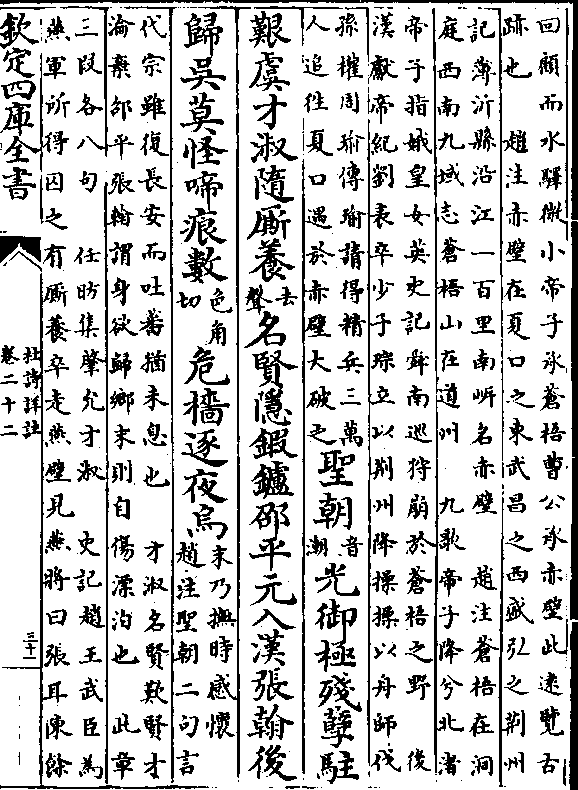 回顧而水驛微小帝子承蒼梧曹公承赤壁此遠覽古
跡也　趙注赤壁在夏口之東武昌之西盛弘之荆州
記薄沂縣沿江一百里南岍名赤壁　趙注蒼梧在洞
庭西南九域志蒼梧山在道州　九歌帝子降兮北渚
帝子指娥皇女英史記舜南巡狩崩於蒼梧之野　後
漢獻帝紀劉表卒少子琮立以荆州降操操以舟師伐
孫權周瑜傳瑜請得精兵三萬
人追往夏口遇於赤壁大破之
聖朝音潮光御極殘孽駐
艱虞才淑隨廝養去聲名賢隱鍜鑪邵平元入漢張翰後
歸吳莫怪啼痕數色角切危檣逐夜烏末乃撫時感懷
趙注聖朝二句言
代宗雖復長安而吐蕃猶未息也　才淑名賢歎賢才
淪棄邵平張翰謂身欲歸鄉末則自傷漂泊也　此章
三段各八句　任昉集肇允才淑　史記趙王武臣為
燕軍所得囚之有廝養卒走燕壁見燕將曰張耳陳餘
欽定四庫全書
杜詩詳註
卷二十二
三十一